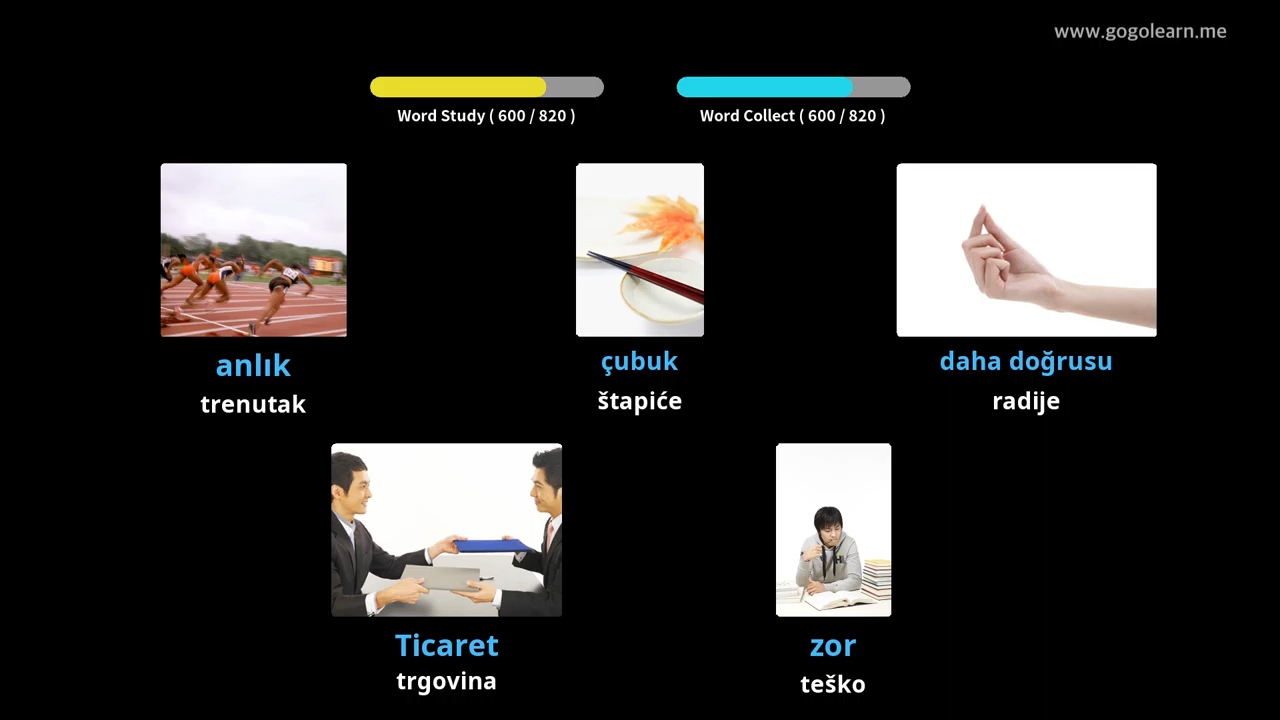 www.gogolearn.me
Word Study ( 600 / 820 )
Word Collect ( 600 / 820 )
anlık
çubuk
daha doğrusu
trenutak
štapiće
radije
Ticaret
zor
trgovina
teško